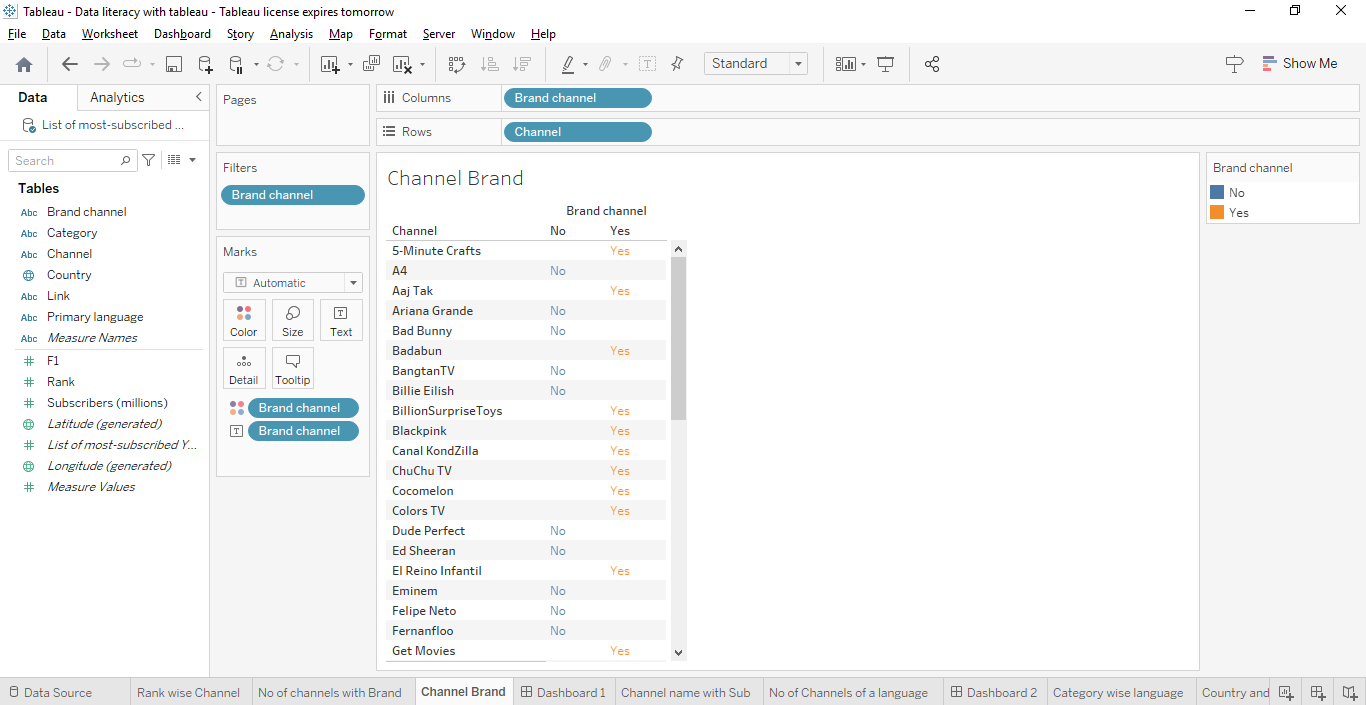 Tableau - Data literacy with tableau - Tableau license expires tomorrow
File Data Worksheet Dashboard Story Analysis Map Format Server Window Help
Standard
Show Me
Data Analytics
List of most-subscribed ...
Search
Tables
Abc Brand channel
Abc Category
Abc Channel
Country
Abc Link
Abc Primary language
Abc Measure Names
F1
Rank
Subscribers (millions)
Latitude (generated)
List of most-subscribed Y...
Longitude (generated)
Measure Values
Pages
Filters
Brand channel
Marks
T Automatic
Color Size T Text
Detail Tooltip
Brand channel
T Brand channel
Columns Brand channel
Rows Channel
Channel Brand
Brand channel
Channel No Yes
5-Minute Crafts Yes
A4 No
Aaj Tak Yes
Ariana Grande No
Bad Bunny No
Badabun Yes
BangtanTV No
Billie Eilish No
BillionSurpriseToys Yes
Blackpink Yes
Canal KondZilla Yes
ChuChu TV Yes
Cocomelon Yes
Colors TV Yes
Dude Perfect No
Ed Sheeran No
El Reino Infantil Yes
Eminem No
Felipe Neto No
Fernanfloo No
Get Movies Yes
Brand channel
No
Yes
Data Source Rank wise Channel No of channels with Brand Channel Brand Dashboard 1 Channel name with Sub No of Channels of a language Dashboard 2 Category wise language Country and